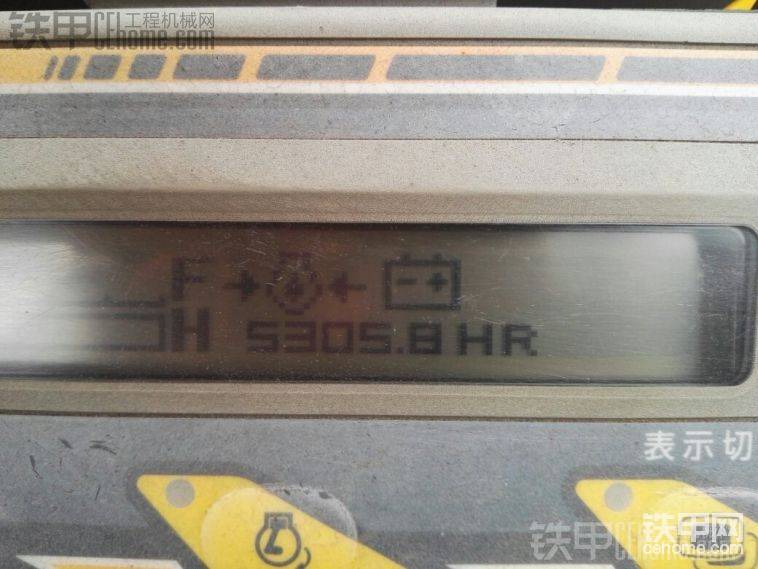 铁甲 工程机械网
CEhome.com
F
H 5305.8 HR
表示切
铁甲网
cehome.com